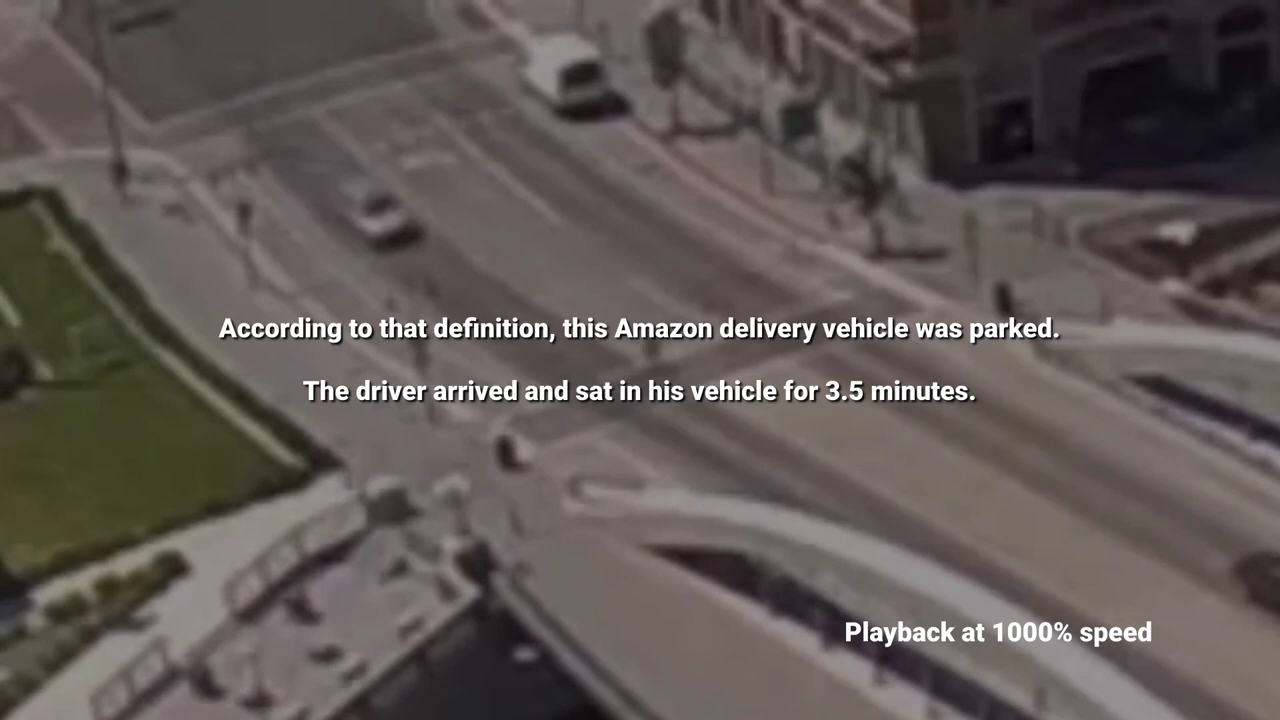 According to that definition, this Amazon delivery vehicle was parked.
The driver arrived and sat in his vehicle for 3.5 minutes.
Playback at 1000% speed